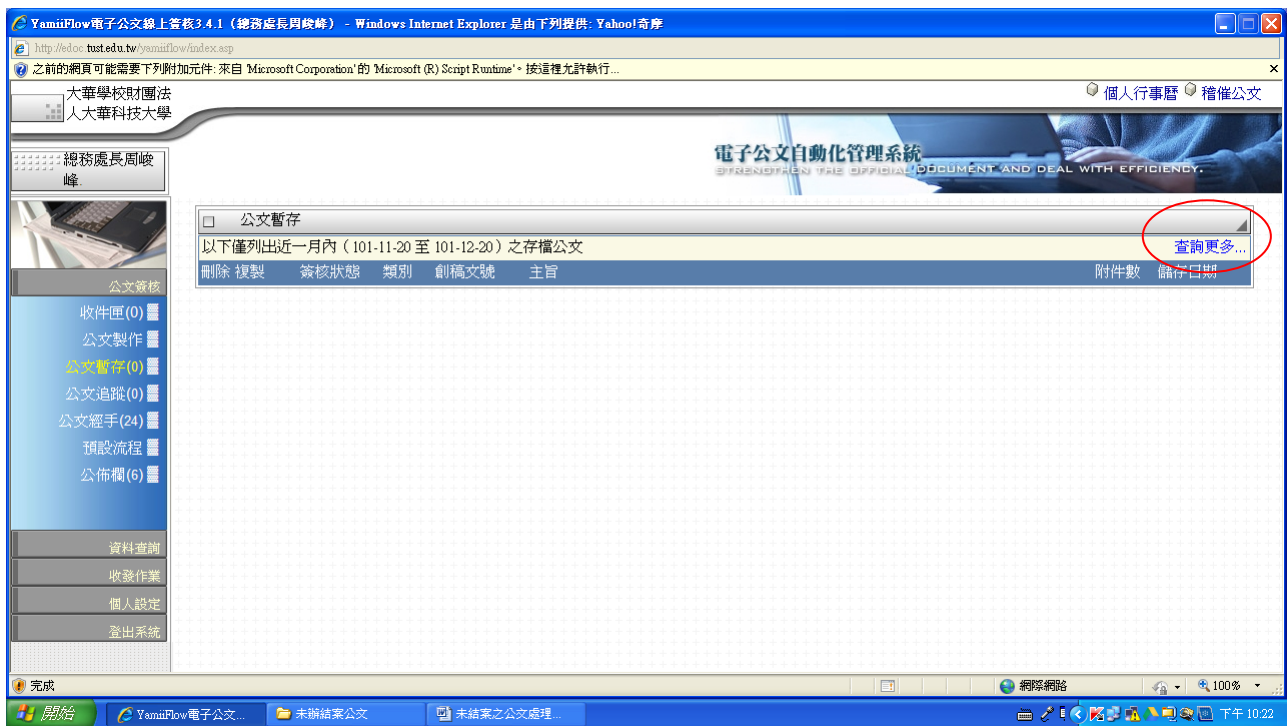 YamiiFlow電子公文線上簽核3.4.1（總務處長周峻峰） - Windows Internet Explorer 是由下列提供: Yahoo!奇摩
http://edoc.tust.edu.tw/yamiiflow/index.asp
之前的網頁可能需要下列附加元件: 來自 'Microsoft Corporation' 的 'Microsoft (R) Script Runtime'。按這裡允許執行...
大華學校財團法
人大華科技大學
個人行事曆 稽催公文
電子公文自動化管理系統
STRENGTHEN THE OFFICIAL DOCUMENT AND DEAL WITH EFFICIENCY.
總務處長周峻
峰.
公文暫存
以下僅列出近一月內（101-11-20 至 101-12-20）之存檔公文 查詢更多...
刪除 複製 簽核狀態 類別 創稿文號 主旨 附件數 儲存日期
公文簽核
收件匣(0)
公文製作
公文暫存(0)
公文追蹤(0)
公文經手(24)
預設流程
公佈欄(6)
資料查詢
收發作業
個人設定
登出系統
完成 網際網路 100%
開始 YamiiFlow電子公文... 未辦結案公文 未結案之公文處理... 下午 10:22